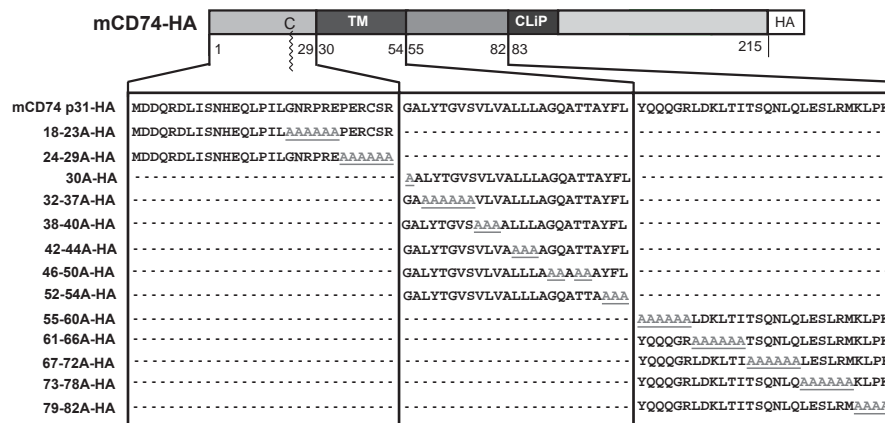 mCD74-HA C TM CLiP HA
1 29 30 54 55 82 83 215
mCD74 p31-HA MDDQRDLISNHEQLPILGNRPREPERCSR GALYTGVSVLVALLLAGQATTAYFL YQQQGRLDKLTITSQNLQLESLRMKLPK
18-23A-HA MDDQRDLISNHEQLPILAAAAAAPERCSR ------------------------- ----------------------------
24-29A-HA MDDQRDLISNHEQLPILGNRPREAAAAAA ------------------------- ----------------------------
30A-HA ----------------------------- AALYTGVSVLVALLLAGQATTAYFL ----------------------------
32-37A-HA ----------------------------- GAAAAAAAVLVALLLAGQATTAYFL ----------------------------
38-40A-HA ----------------------------- GALYTGVSAAAALLLAGQATTAYFL ----------------------------
42-44A-HA ----------------------------- GALYTGVSVLVAAAAAGQATTAYFL ----------------------------
46-50A-HA ----------------------------- GALYTGVSVLVALLLAAAAAAAYFL ----------------------------
52-54A-HA ----------------------------- GALYTGVSVLVALLLAGQATTAAAA ----------------------------
55-60A-HA ----------------------------- ------------------------- AAAAAALDKLTITSQNLQLESLRMKLPK
61-66A-HA ----------------------------- ------------------------- YQQQGRAAAAAATSQNLQLESLRMKLPK
67-72A-HA ----------------------------- ------------------------- YQQQGRLDKLTIAAAAAALESLRMKLPK
73-78A-HA ----------------------------- ------------------------- YQQQGRLDKLTITSQNLQAAAAAAKLPK
79-82A-HA ----------------------------- ------------------------- YQQQGRLDKLTITSQNLQLESLRMAAAA